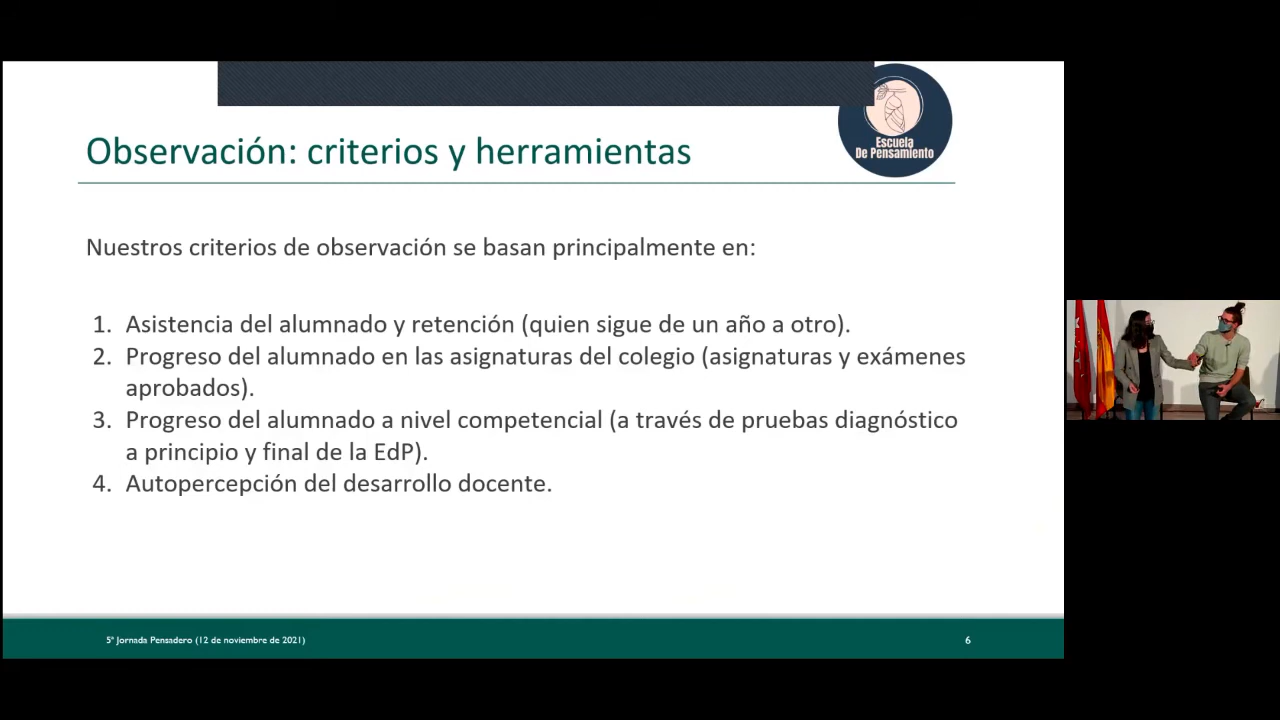 Escuela
De Pensamiento
Observación: criterios y herramientas
Nuestros criterios de observación se basan principalmente en:
1. Asistencia del alumnado y retención (quien sigue de un año a otro).
2. Progreso del alumnado en las asignaturas del colegio (asignaturas y exámenes
aprobados).
3. Progreso del alumnado a nivel competencial (a través de pruebas diagnóstico
a principio y final de la EdP).
4. Autopercepción del desarrollo docente.
5ª Jornada Pensadero (12 de noviembre de 2021)
6